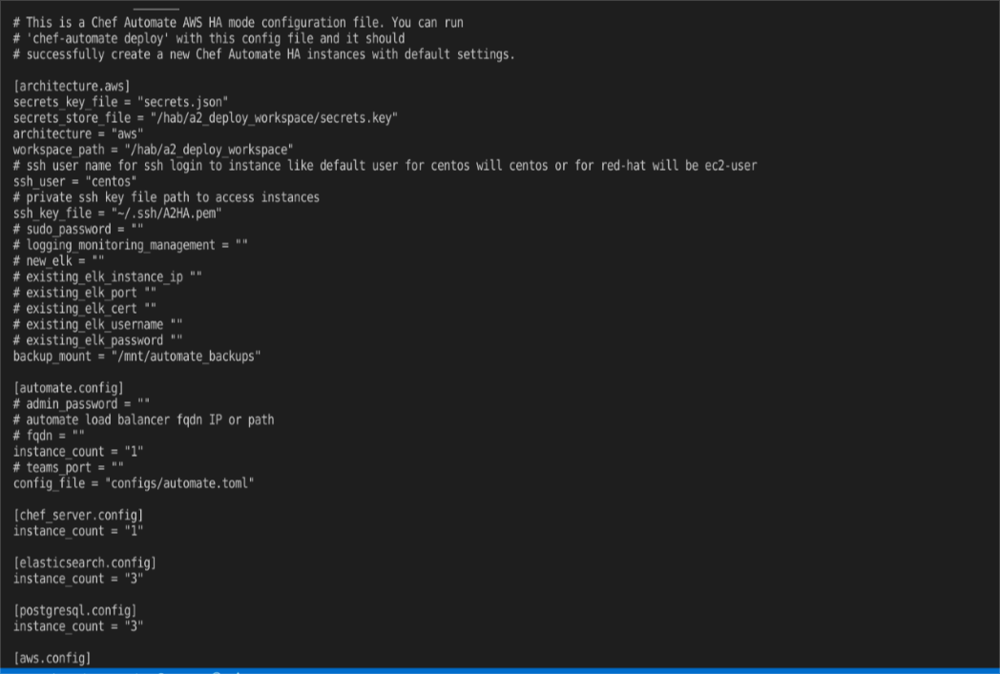 # This is a Chef Automate AWS HA mode configuration file. You can run
# 'chef-automate deploy' with this config file and it should
# successfully create a new Chef Automate HA instances with default settings.
[architecture.aws]
secrets_key_file = "secrets.json"
secrets_store_file = "/hab/a2_deploy_workspace/secrets.key"
architecture = "aws"
workspace_path = "/hab/a2_deploy_workspace"
# ssh user name for ssh login to instance like default user for centos will centos or for red-hat will be ec2-user
ssh_user = "centos"
# private ssh key file path to access instances
ssh_key_file = "~/.ssh/A2HA.pem"
# sudo_password = ""
# logging_monitoring_management = ""
# new_elk = ""
# existing_elk_instance_ip ""
# existing_elk_port ""
# existing_elk_cert ""
# existing_elk_username ""
# existing_elk_password ""
backup_mount = "/mnt/automate_backups"
[automate.config]
# admin_password = ""
# automate load balancer fqdn IP or path
# fqdn = ""
instance_count = "1"
# teams_port = ""
config_file = "configs/automate.toml"
[chef_server.config]
instance_count = "1"
[elasticsearch.config]
instance_count = "3"
[postgresql.config]
instance_count = "3"
[aws.config]